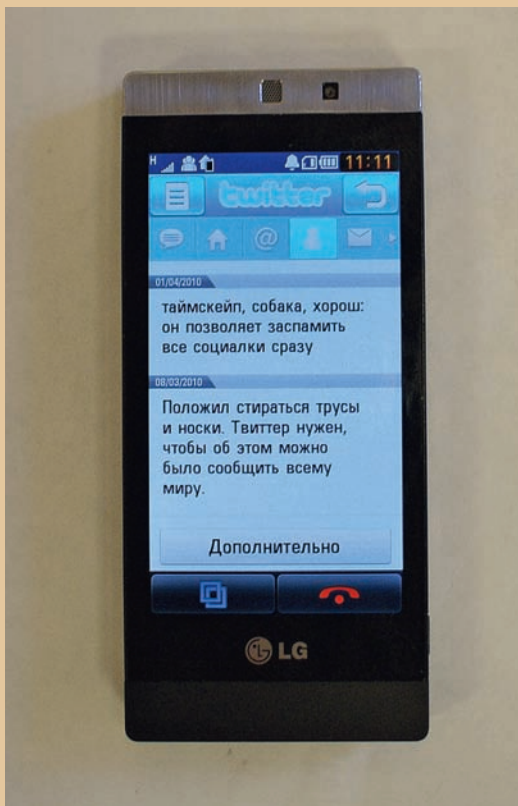 H
11:11
twitter
@
01/04/2010
таймскейп, собака, хорош:
он позволяет заспамить
все социалки сразу
08/03/2010
Положил стираться трусы
и носки. Твиттер нужен,
чтобы об этом можно
было сообщить всему
миру.
Дополнительно
LG